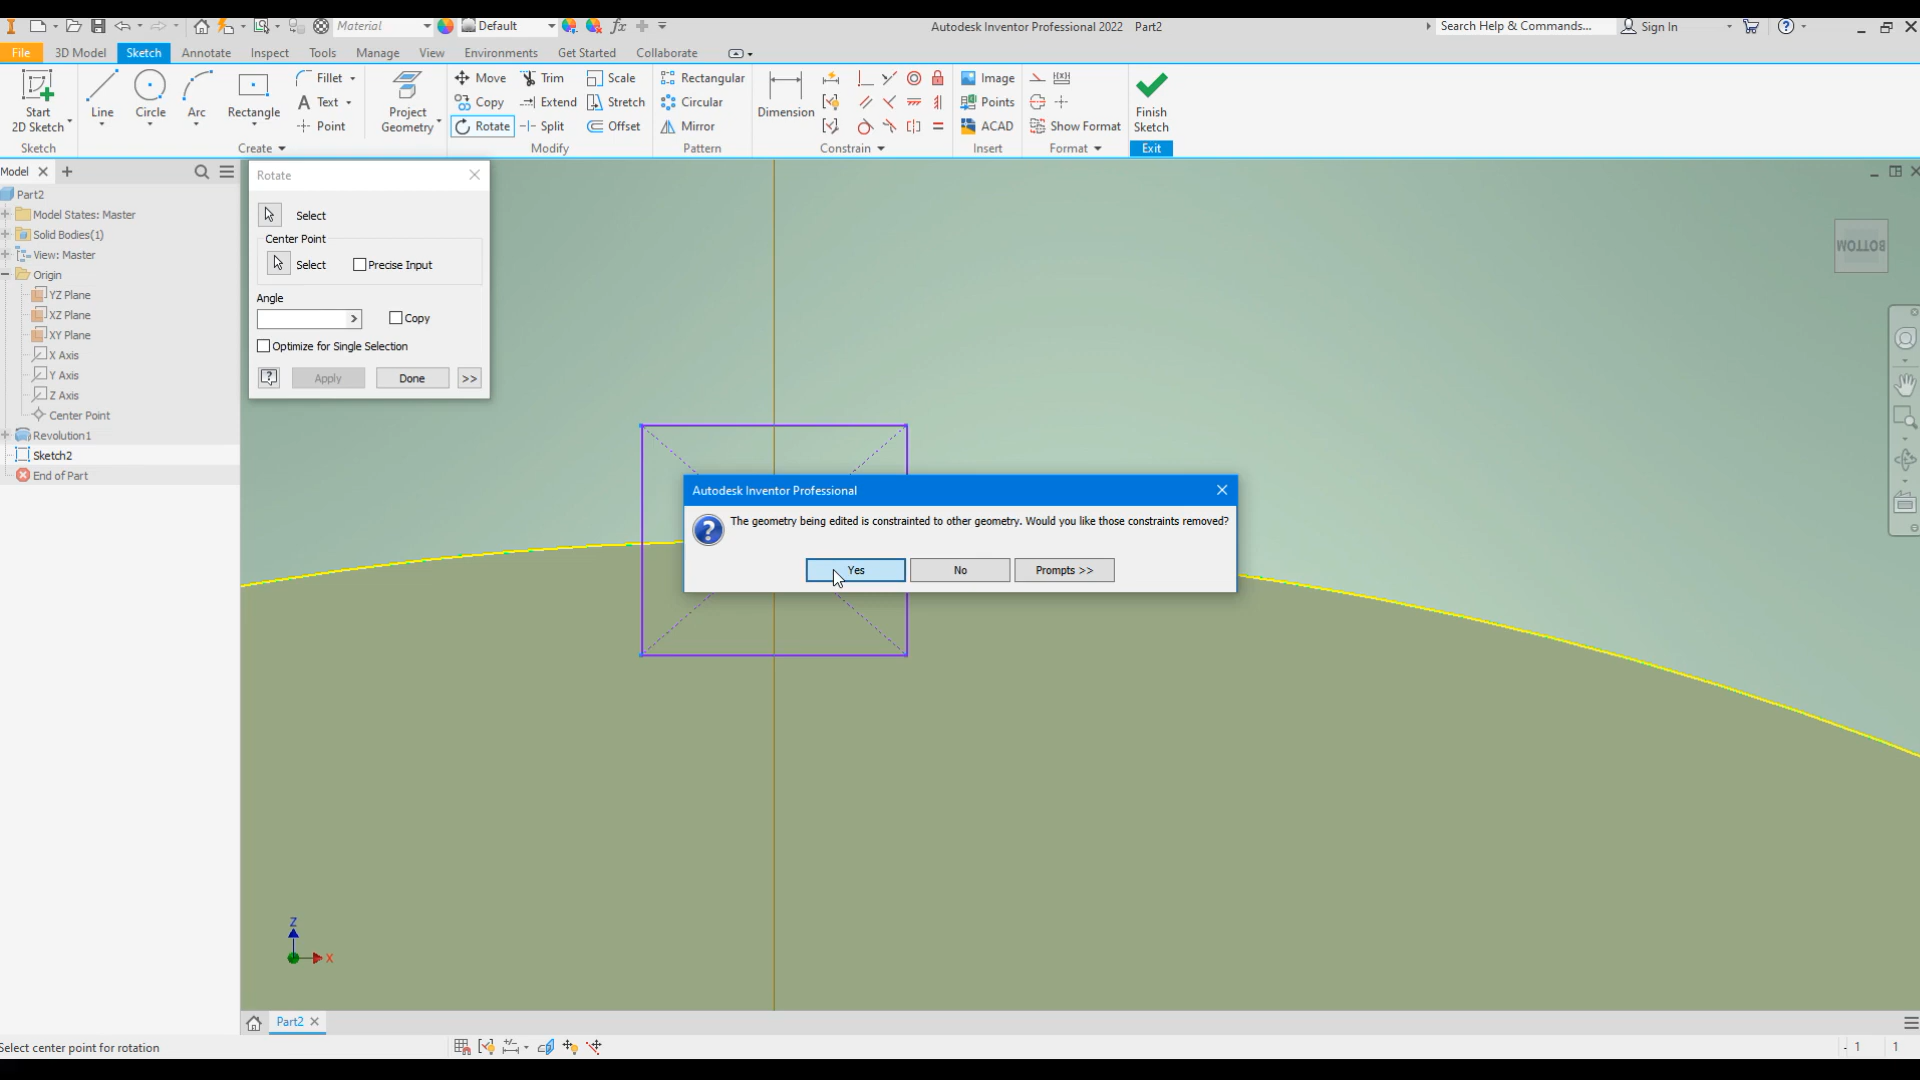 Material
Default
Autodesk Inventor Professional 2022 Part2
Search Help & Commands...
Sign In
File
3D Model
Sketch
Annotate
Inspect
Tools
Manage
View
Environments
Get Started
Collaborate
Start
2D Sketch
Line
Circle
Arc
Rectangle
Fillet
Text
Point
Project
Geometry
Move
Copy
Rotate
Trim
Extend
Split
Scale
Stretch
Offset
Rectangular
Circular
Mirror
Dimension
Image
Points
ACAD
Show Format
Finish
Sketch
Sketch
Create
Modify
Pattern
Constrain
Insert
Format
Exit
Model
Part2
Model States: Master
Solid Bodies(1)
View: Master
Origin
YZ Plane
XZ Plane
XY Plane
X Axis
Y Axis
Z Axis
Center Point
Revolution1
Sketch2
End of Part
Rotate
Select
Center Point
Select
Precise Input
Angle
Copy
Optimize for Single Selection
Apply
Done
>>
BOTTOM
Autodesk Inventor Professional
The geometry being edited is constrainted to other geometry. Would you like those constraints removed?
Yes
No
Prompts >>
Z
X
Part2
Select center point for rotation
1
1